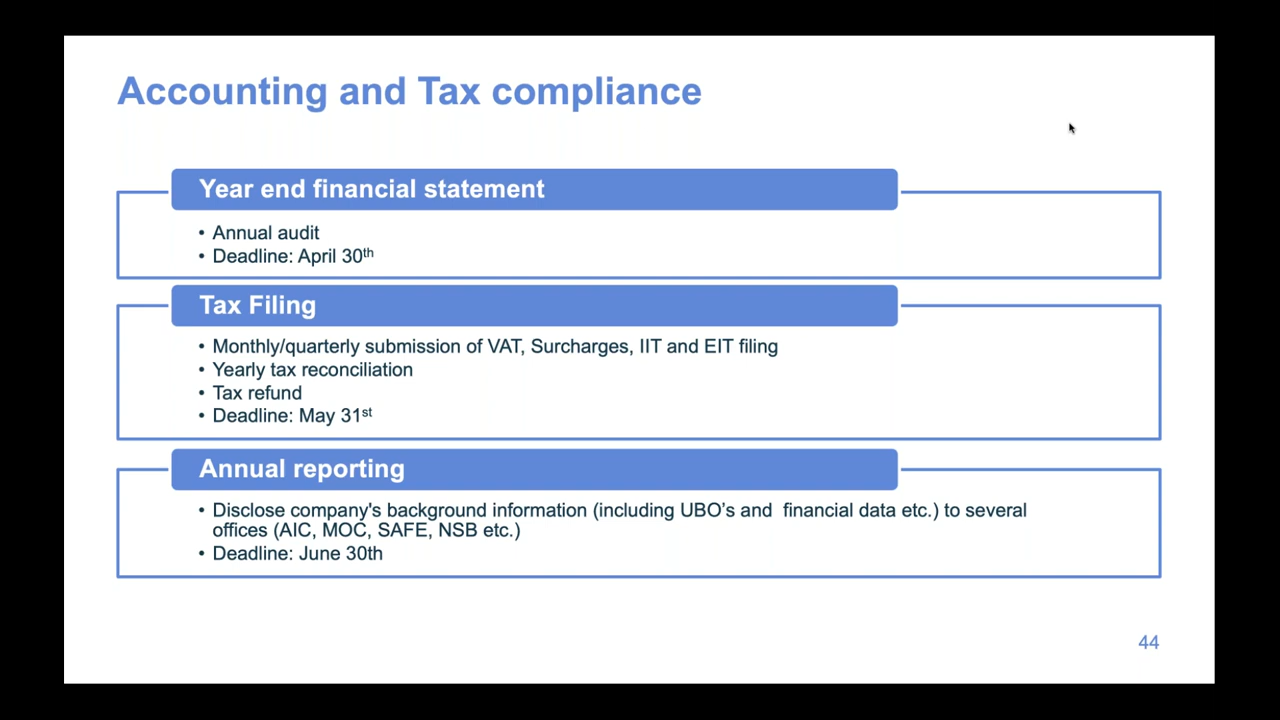 Accounting and Tax compliance
Year end financial statement
• Annual audit
• Deadline: April 30th
Tax Filing
• Monthly/quarterly submission of VAT, Surcharges, IIT and EIT filing
• Yearly tax reconciliation
• Tax refund
• Deadline: May 31st
Annual reporting
• Disclose company's background information (including UBO’s and  financial data etc.) to several
offices (AIC, MOC, SAFE, NSB etc.)
• Deadline: June 30th
44